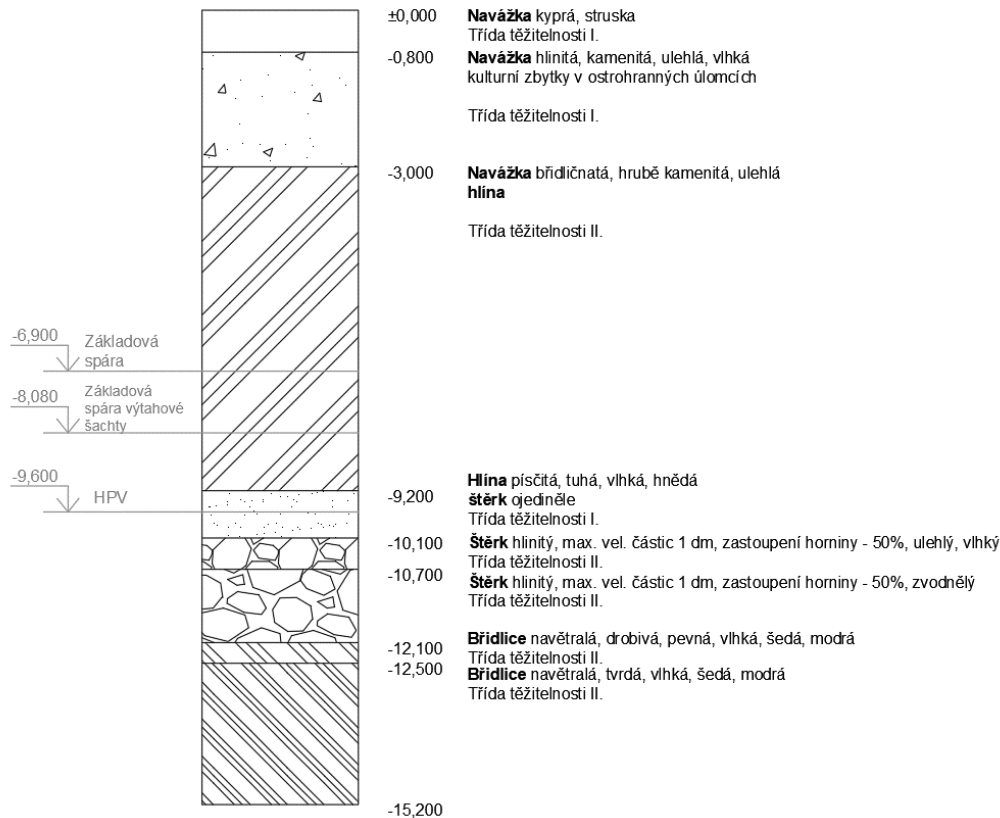 ±0,000
Navážka kyprá, struska
Třída těžitelnosti I.
-0,800
Navážka hlinitá, kamenitá, ulehlá, vlhká
kulturní zbytky v ostrohranných úlomcích
Třída těžitelnosti I.
-3,000
Navážka břidličnatá, hrubě kamenitá, ulehlá
hlína
Třída těžitelnosti II.
-6,900
Základová
spára
-8,080
Základová
spára výtahové
šachty
-9,600
HPV
-9,200
Hlína písčitá, tuhá, vlhká, hnědá
štěrk ojediněle
Třída těžitelnosti I.
-10,100
Štěrk hlinitý, max. vel. částic 1 dm, zastoupení horniny - 50%, ulehlý, vlhký
Třída těžitelnosti II.
-10,700
Štěrk hlinitý, max. vel. částic 1 dm, zastoupení horniny - 50%, zvodnělý
Třída těžitelnosti II.
-12,100
Břidlice navětralá, drobivá, pevná, vlhká, šedá, modrá
Třída těžitelnosti II.
-12,500
Břidlice navětralá, tvrdá, vlhká, šedá, modrá
Třída těžitelnosti II.
-15,200